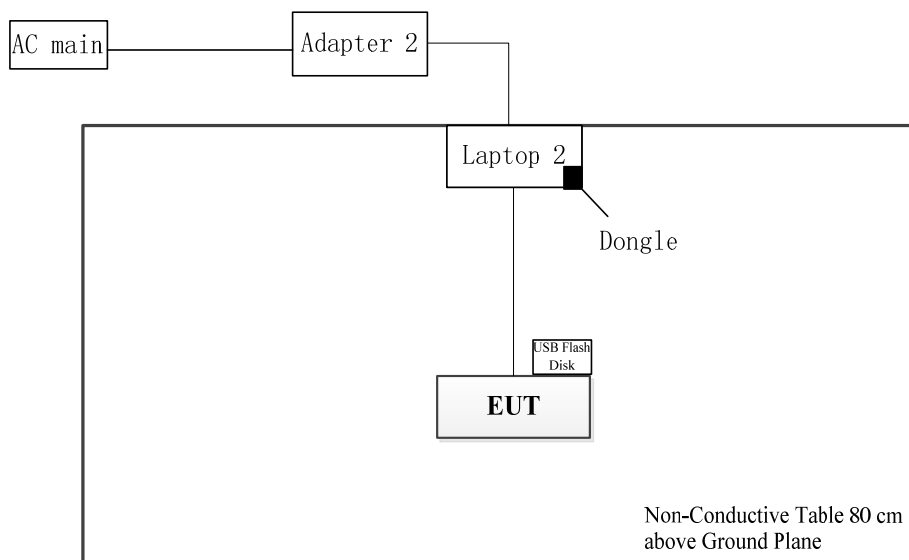 AC main
Adapter 2
Laptop 2
Dongle
USB Flash
Disk
EUT
Non-Conductive Table 80 cm
above Ground Plane